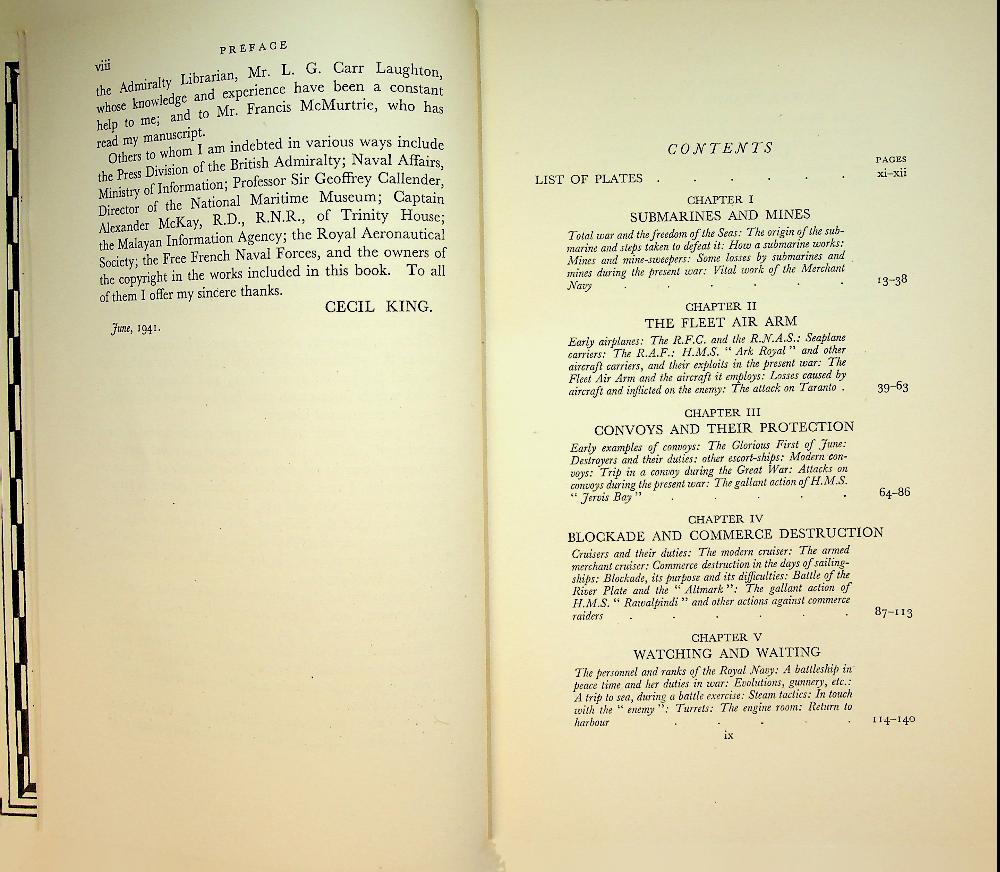 viii
PREFACE
the Admiralty Librarian, Mr. L. G. Carr Laughton,
whose knowledge and experience have been a constant
help to me; and to Mr. Francis McMurtrie, who has
read my manuscript.
Others to whom I am indebted in various ways include
the Press Division of the British Admiralty; Naval Affairs,
Ministry of Information; Professor Sir Geoffrey Callender,
Director of the National Maritime Museum; Captain
Alexander McKay, R.D., R.N.R., of Trinity House;
the Malayan Information Agency; the Royal Aeronautical
Society; the Free French Naval Forces, and the owners of
the copyright in the works included in this book. To all
of them I offer my sincere thanks.
CECIL KING.
June, 1941.
CONTENTS
PAGES
LIST OF PLATES . . . . . . xi-xii
CHAPTER I
SUBMARINES AND MINES
Total war and the freedom of the Seas: The origin of the sub-
marine and steps taken to defeat it: How a submarine works:
Mines and mine-sweepers: Some losses by submarines and
mines during the present war: Vital work of the Merchant
Navy . . . . . . 13-38
CHAPTER II
THE FLEET AIR ARM
Early airplanes: The R.F.C. and the R.N.A.S.: Seaplane
carriers: The R.A.F.: H.M.S. " Ark Royal " and other
aircraft carriers, and their exploits in the present war: The
Fleet Air Arm and the aircraft it employs: Losses caused by
aircraft and inflicted on the enemy: The attack on Taranto . 39-63
CHAPTER III
CONVOYS AND THEIR PROTECTION
Early examples of convoys: The Glorious First of June:
Destroyers and their duties: other escort-ships: Modern con-
voys: Trip in a convoy during the Great War: Attacks on
convoys during the present war: The gallant action of H.M.S.
" Jervis Bay " . . . . . 64-86
CHAPTER IV
BLOCKADE AND COMMERCE DESTRUCTION
Cruisers and their duties: The modern cruiser: The armed
merchant cruiser: Commerce destruction in the days of sailing-
ships: Blockade, its purpose and its difficulties: Battle of the
River Plate and the " Altmark ": The gallant action of
H.M.S. " Rawalpindi " and other actions against commerce
raiders . . . . . . 87-113
CHAPTER V
WATCHING AND WAITING
The personnel and ranks of the Royal Navy: A battleship in
peace time and her duties in war: Evolutions, gunnery, etc.:
A trip to sea, during a battle exercise: Steam tactics: In touch
with the " enemy ": Turrets: The engine room: Return to
harbour . . . . . 114-140
ix